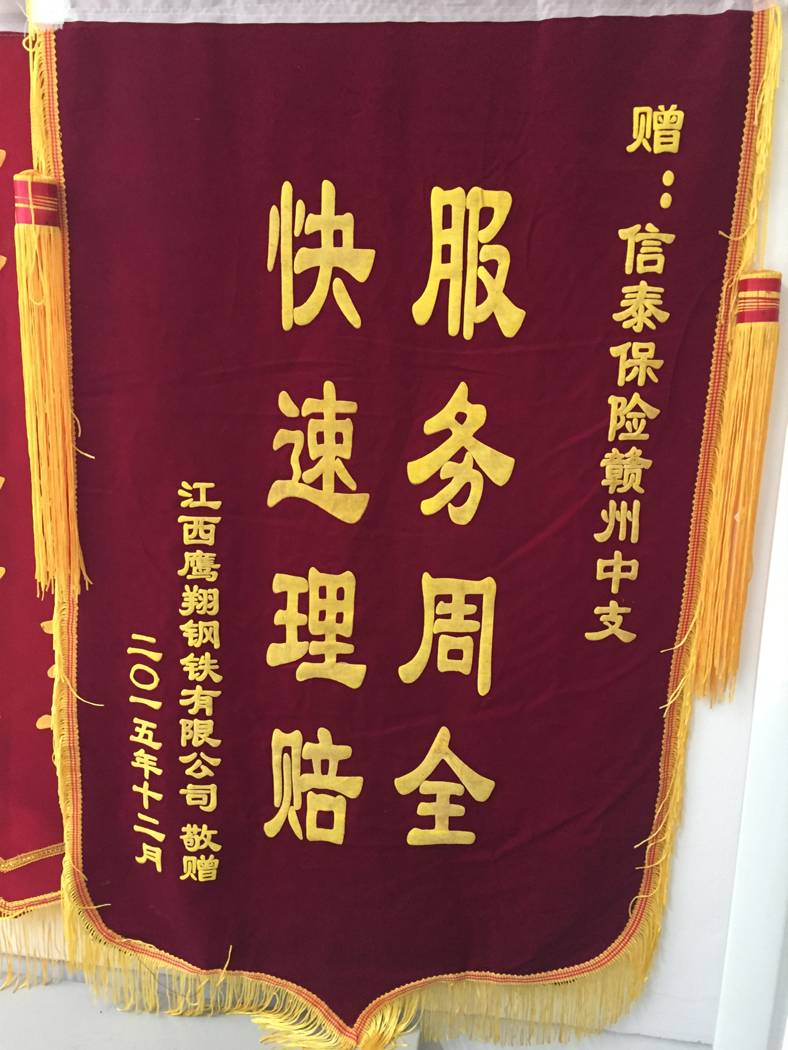 赠：信泰保险赣州中支
服务周全
快速理赔
江西鹰翔钢铁有限公司 敬赠
二〇一五年十二月